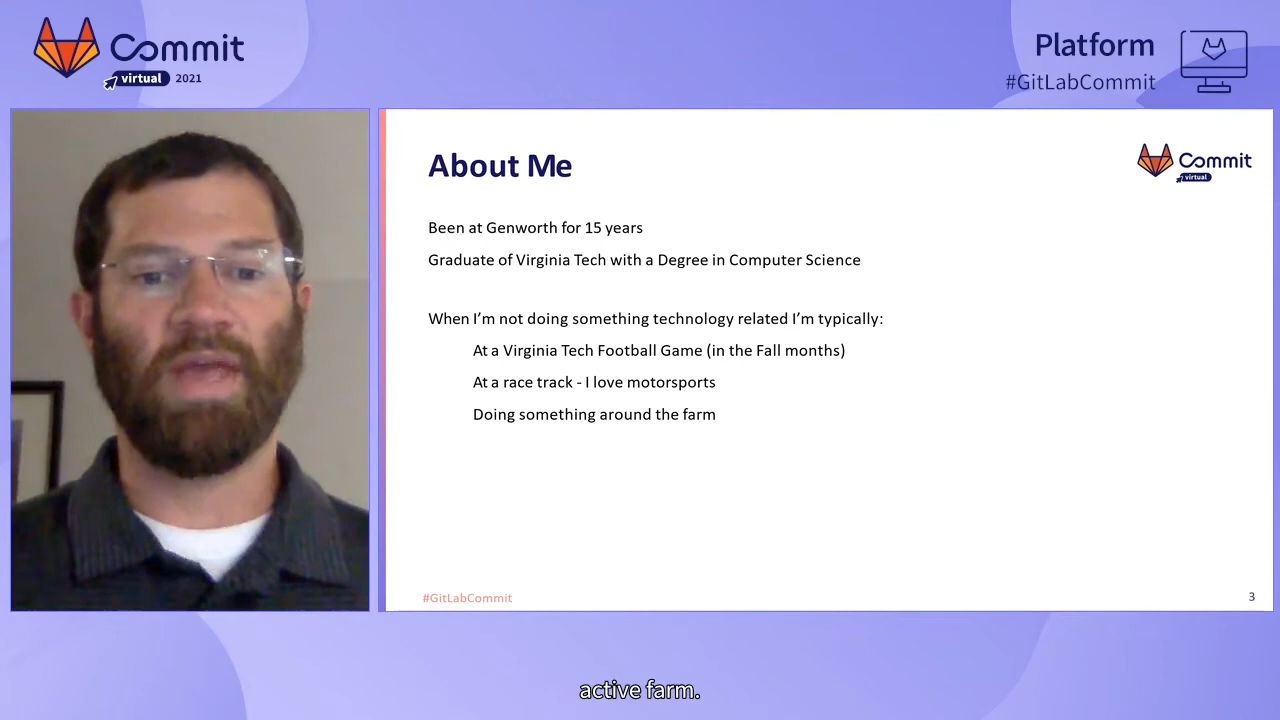 Commit
virtual 2021
Platform
#GitLabCommit
About Me
Commit
virtual
Been at Genworth for 15 years
Graduate of Virginia Tech with a Degree in Computer Science
When I’m not doing something technology related I’m typically:
At a Virginia Tech Football Game (in the Fall months)
At a race track - I love motorsports
Doing something around the farm
#GitLabCommit
3
active farm.